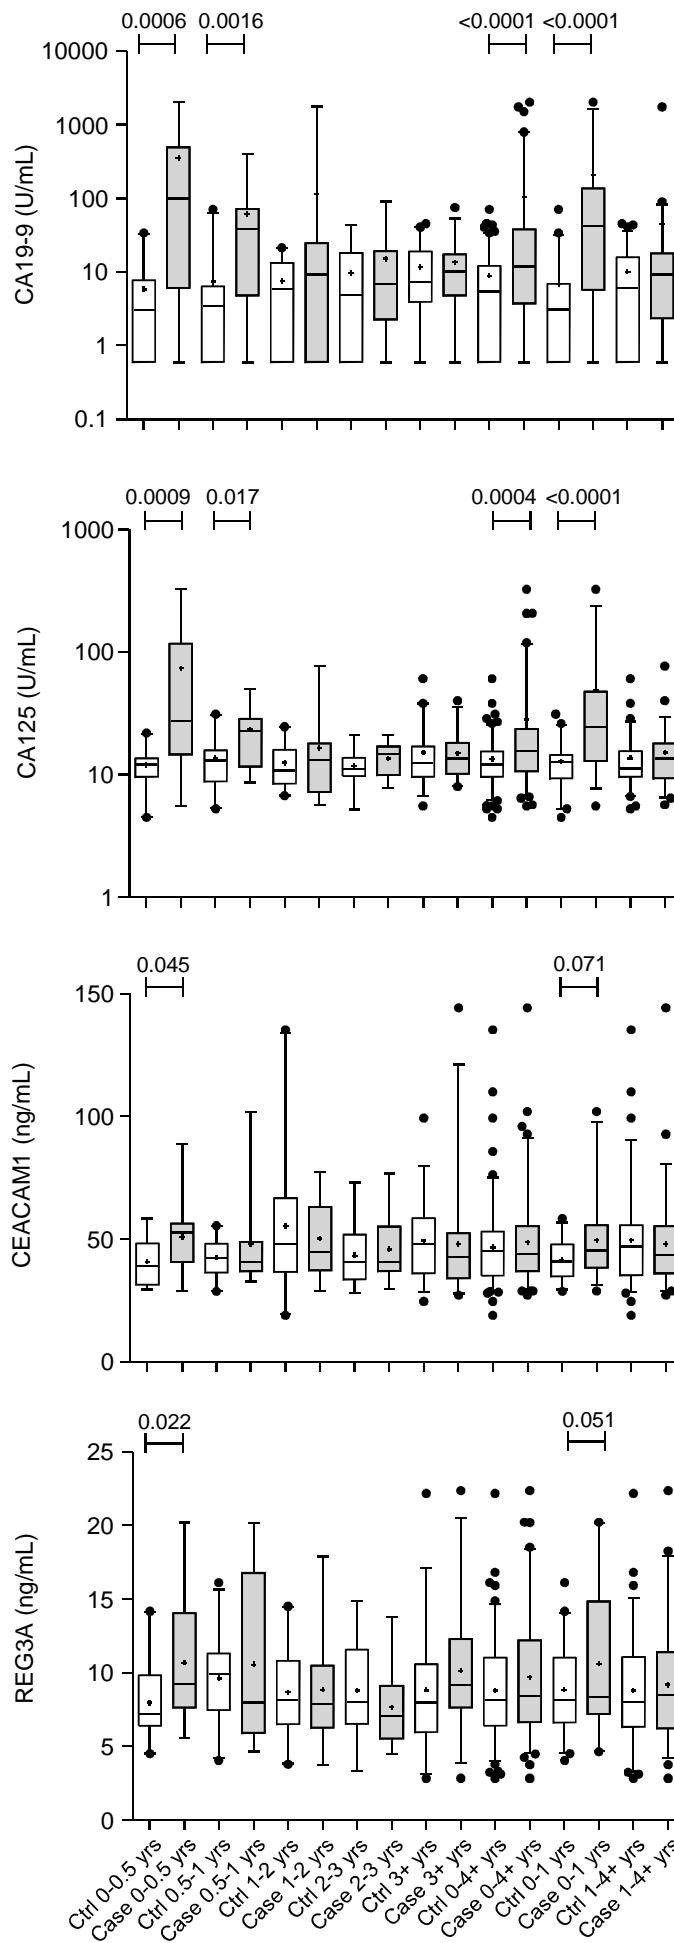 0.0006 0.0016 <0.0001 <0.0001
10000
1000
100
10
1
0.1
CA19-9 (U/mL)
0.0009 0.017 0.0004 <0.0001
1000
100
10
1
CA125 (U/mL)
0.045 0.071
150
100
50
0
CEACAM1 (ng/mL)
0.022 0.051
25
20
15
10
5
0
REG3A (ng/mL)
Ctrl 0-0.5 yrs
Case 0-0.5 yrs
Ctrl 0.5-1 yrs
Case 0.5-1 yrs
Ctrl 1-2 yrs
Case 1-2 yrs
Ctrl 2-3 yrs
Case 2-3 yrs
Ctrl 3+ yrs
Case 3+ yrs
Ctrl 0-4+ yrs
Case 0-4+ yrs
Ctrl 0-1 yrs
Case 0-1 yrs
Ctrl 1-4+ yrs
Case 1-4+ yrs